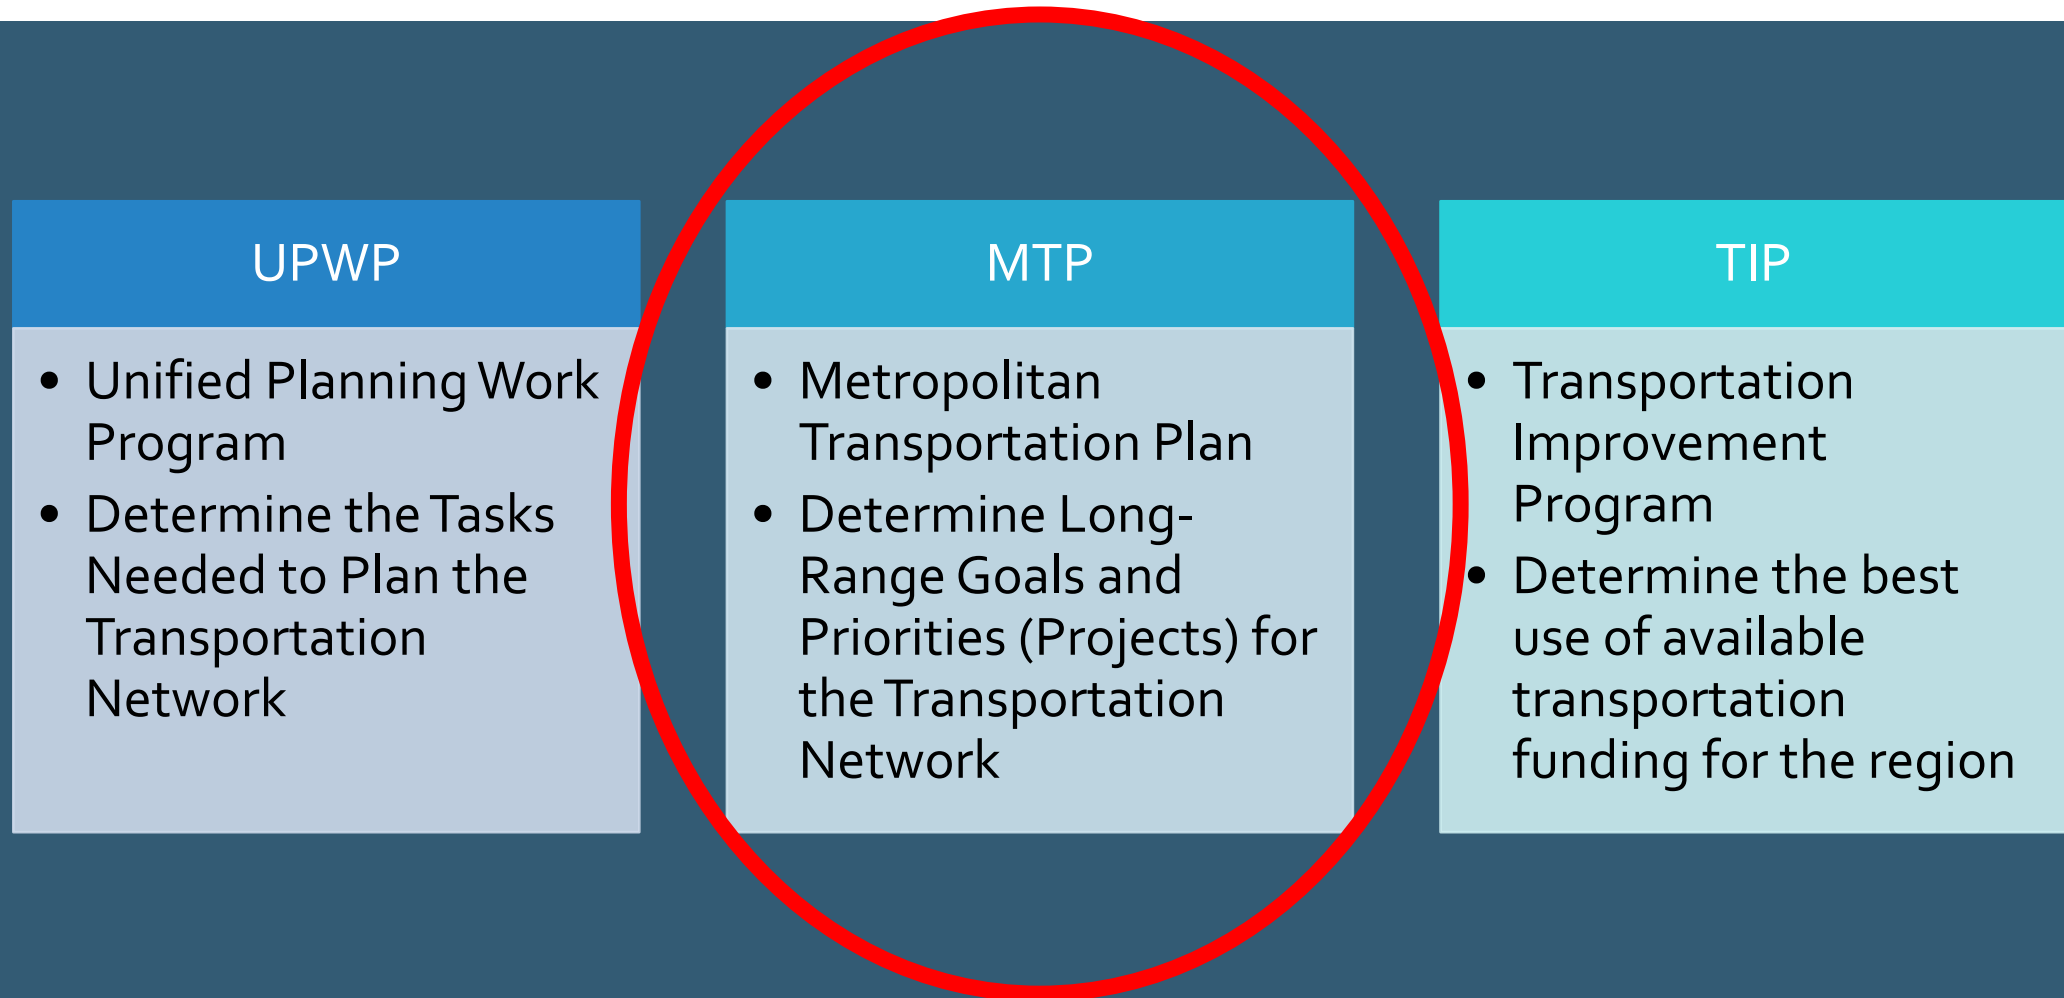 UPWP
• Unified Planning Work
Program
• Determine the Tasks
Needed to Plan the
Transportation
Network
MTP
• Metropolitan
Transportation Plan
• Determine Long-
Range Goals and
Priorities (Projects) for
the Transportation
Network
TIP
• Transportation
Improvement
Program
• Determine the best
use of available
transportation
funding for the region